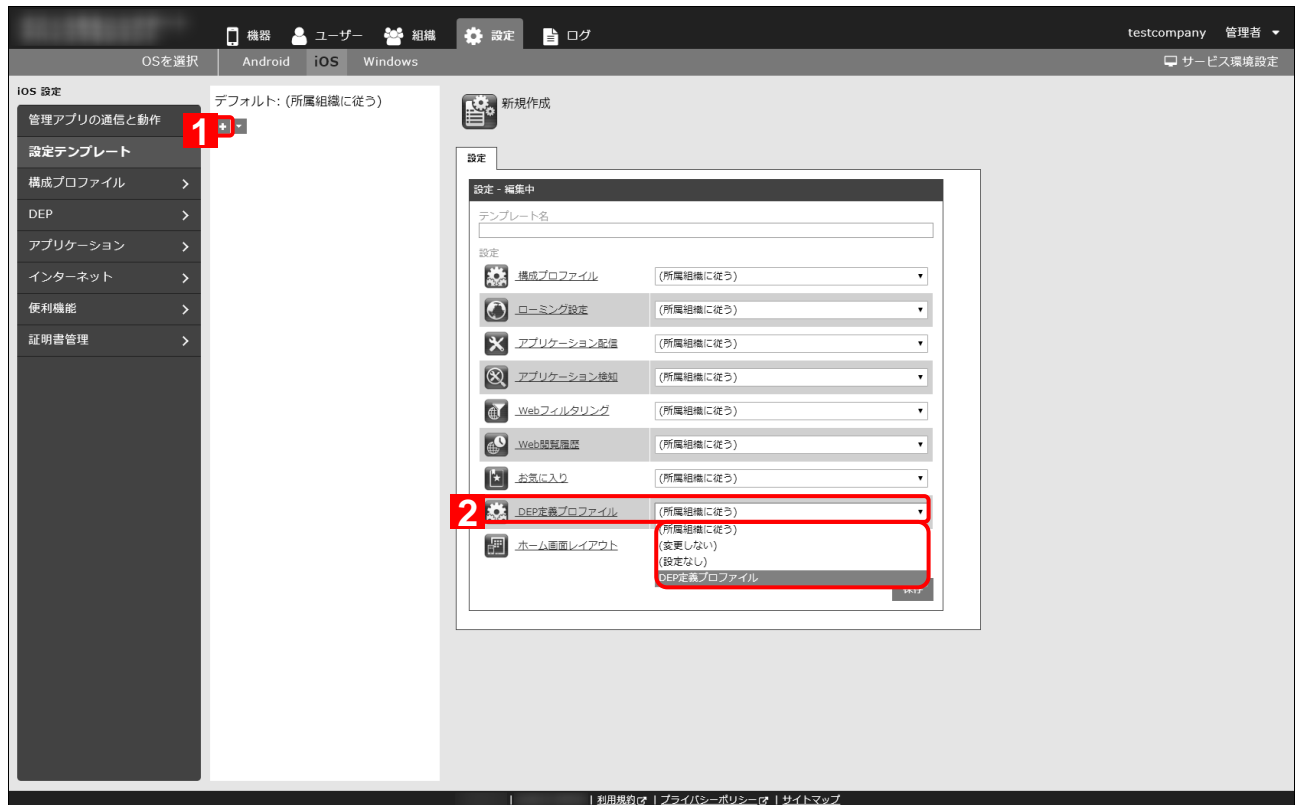 機器 ユーザー 組織 設定 ログ testcompany 管理者
OSを選択 Android iOS Windows サービス環境設定
iOS 設定
管理アプリの通信と動作
設定テンプレート
構成プロファイル
DEP
アプリケーション
インターネット
便利機能
証明書管理
デフォルト: (所属組織に従う)
1
新規作成
設定
設定 - 編集中
テンプレート名
設定
構成プロファイル (所属組織に従う)
ローミング設定 (所属組織に従う)
アプリケーション配信 (所属組織に従う)
アプリケーション検知 (所属組織に従う)
Webフィルタリング (所属組織に従う)
Web閲覧履歴 (所属組織に従う)
お気に入り (所属組織に従う)
2 DEP定義プロファイル (所属組織に従う)
(所属組織に従う)
ホーム画面レイアウト (変更しない)
(設定なし)
DEP定義プロファイル
保存
| | 利用規約 | プライバシーポリシー | サイトマップ